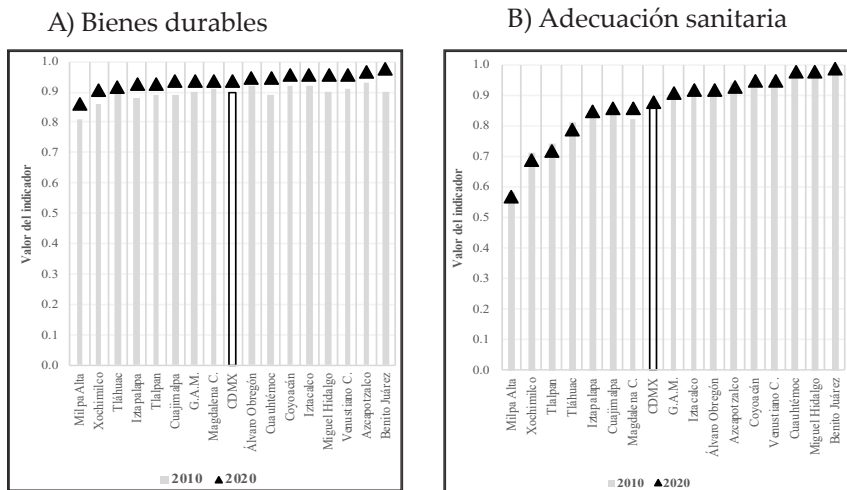 A) Bienes durables
Valor del indicador
1.0
0.9
0.8
0.7
0.6
0.5
0.4
0.3
0.2
0.1
0.0
Milpa Alta
Xochimilco
Tláhuac
Iztapalapa
Tlalpan
Cuajimalpa
G.A.M.
Magdalena C.
CDMX
Álvaro Obregón
Cuauhtémoc
Coyoacán
Iztacalco
Miguel Hidalgo
Venustiano C.
Azcapotzalco
Benito Juárez
2010 2020
B) Adecuación sanitaria
Valor del indicador
1.0
0.9
0.8
0.7
0.6
0.5
0.4
0.3
0.2
0.1
0.0
Milpa Alta
Xochimilco
Tlalpan
Tláhuac
Iztapalapa
Cuajimalpa
Magdalena C.
CDMX
G.A.M.
Iztacalco
Álvaro Obregón
Azcapotzalco
Coyoacán
Venustiano C.
Cuauhtémoc
Miguel Hidalgo
Benito Juárez
2010 2020